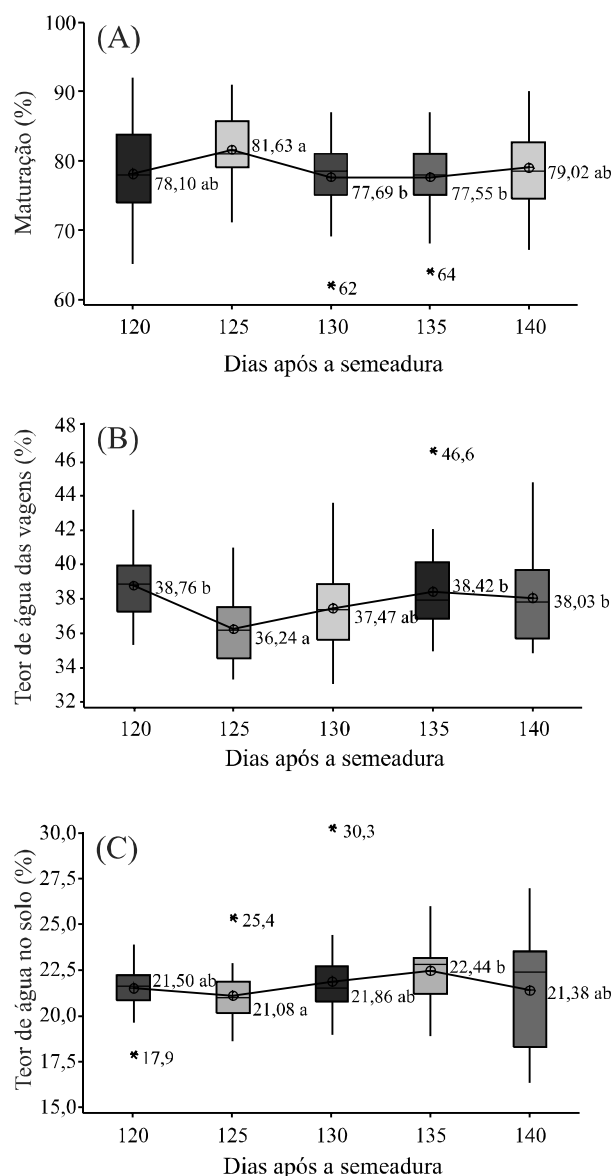 (A)
Maturação (%)
100
90
80
70
60
78,10 ab
81,63 a
77,69 b
77,55 b
79,02 ab
*62
*64
120 125 130 135 140
Dias após a semeadura
(B)
Teor de água das vagens (%)
48
46
44
42
40
38
36
34
32
38,76 b
36,24 a
37,47 ab
38,42 b
38,03 b
*46,6
120 125 130 135 140
Dias após a semeadura
(C)
Teor de água no solo (%)
30,0
27,5
25,0
22,5
20,0
17,5
15,0
*30,3
*25,4
21,50 ab
21,08 a
21,86 ab
22,44 b
21,38 ab
*17,9
120 125 130 135 140
Dias após a semeadura